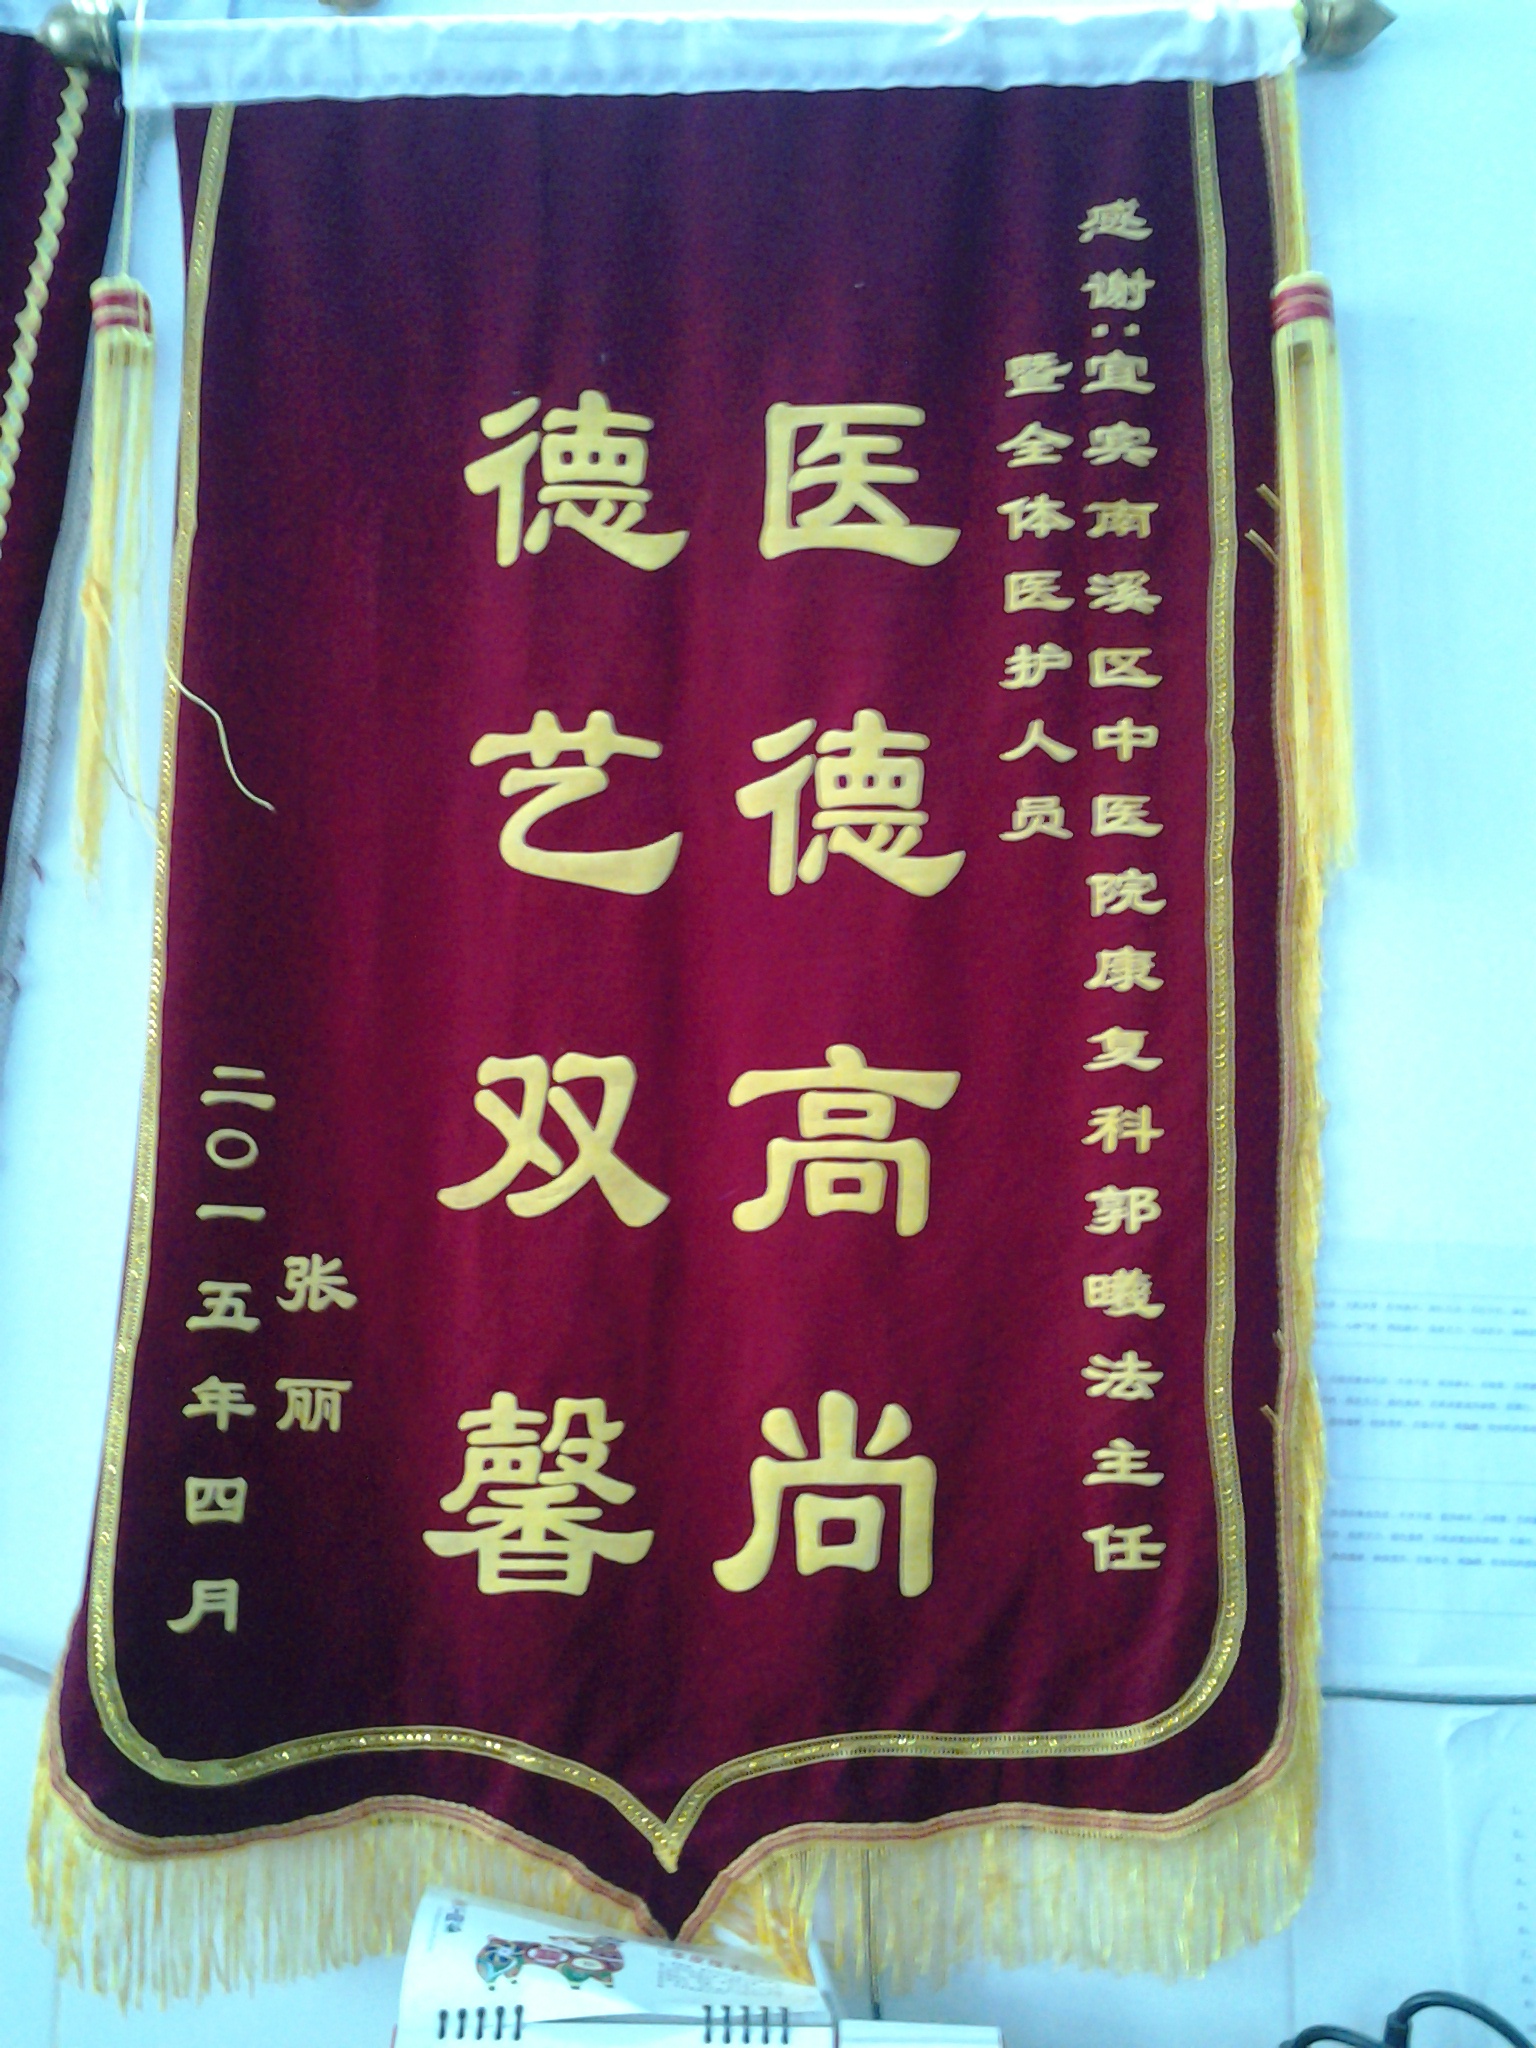 感谢:宜宾南溪区中医院康复科郭曦法主任
暨全体医护人员
医德高尚
德艺双馨
张丽
二〇一五年四月